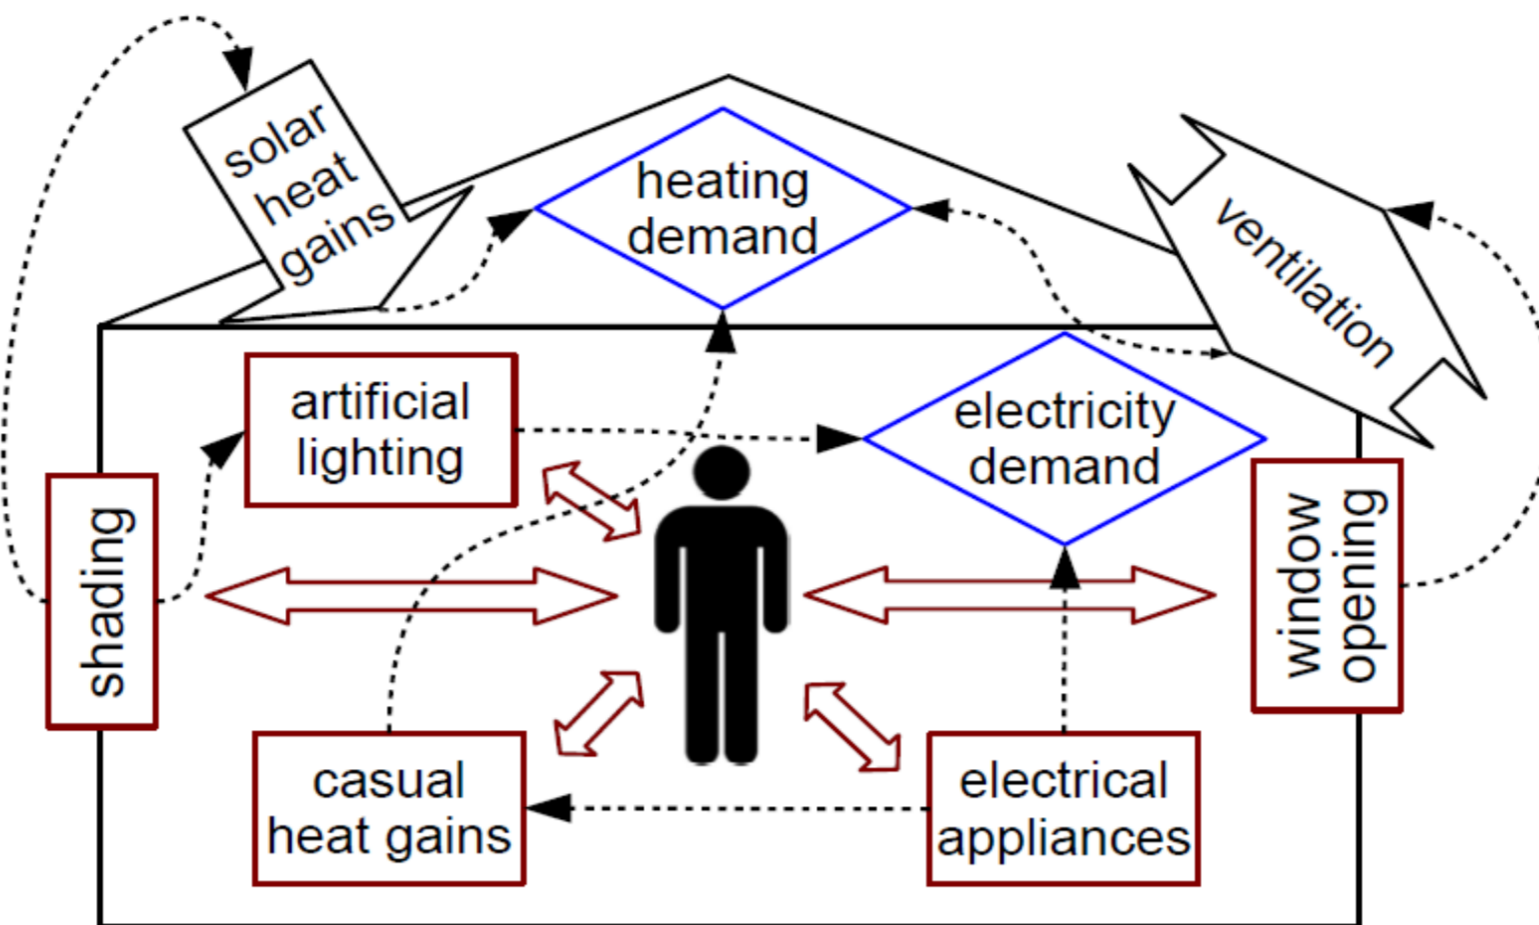 solar
heat
gains
heating
demand
ventilation
artificial
lighting
electricity
demand
shading
window
opening
casual
heat gains
electrical
appliances